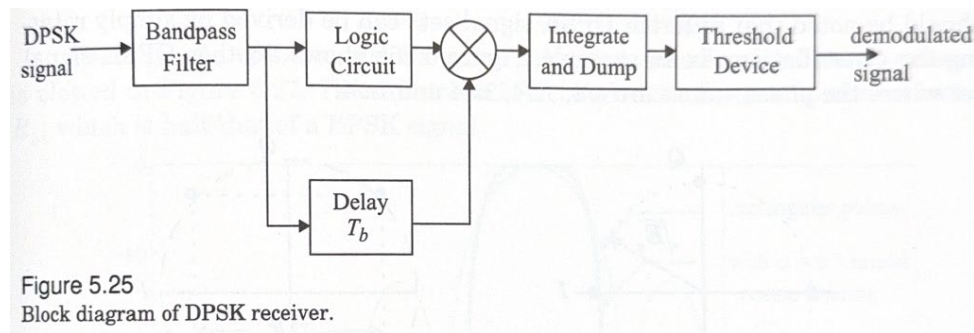 DPSK
signal
Bandpass
Filter
Logic
Circuit
Integrate
and Dump
Threshold
Device
demodulated
signal
Delay
T_b
Figure 5.25
Block diagram of DPSK receiver.